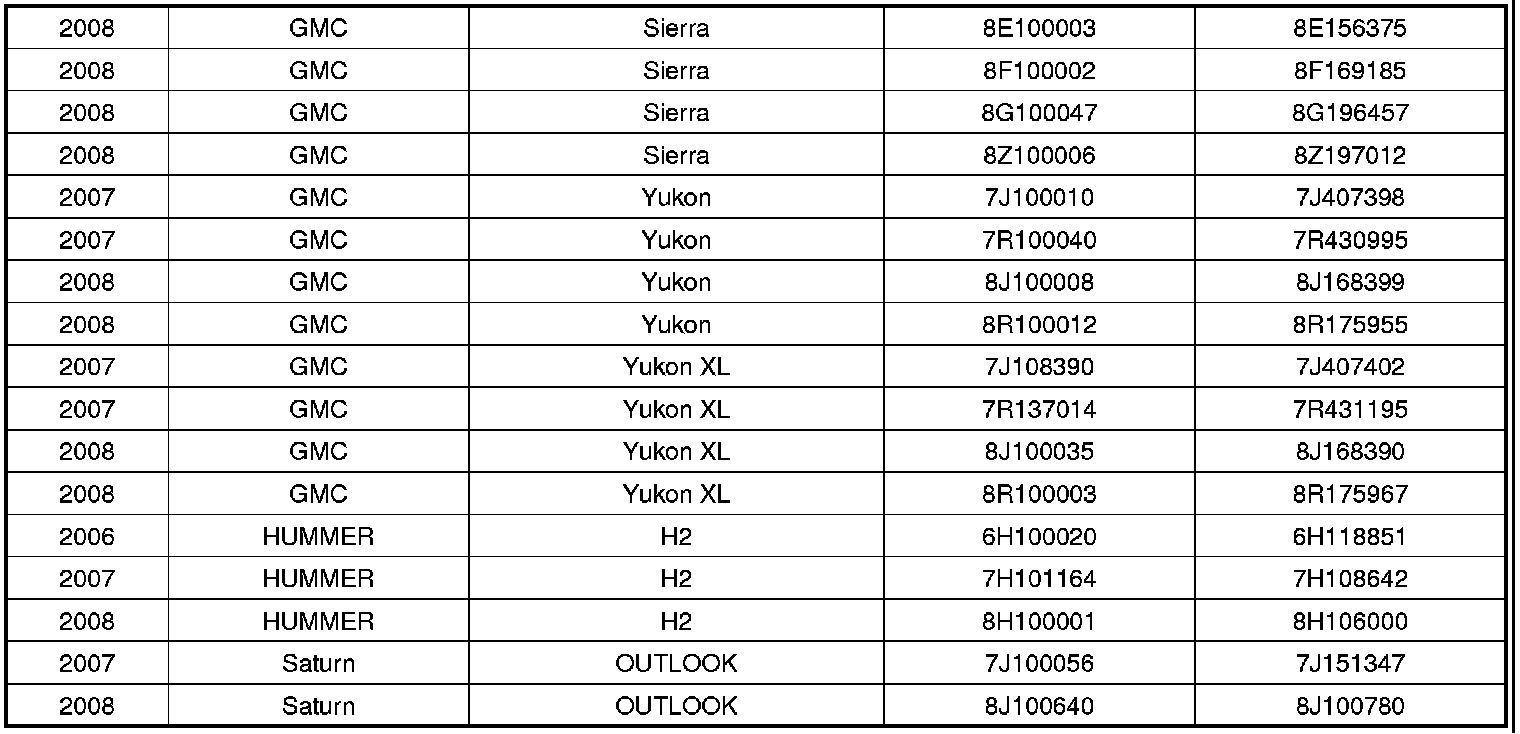 2008 GMC Sierra 8E100003 8E156375
2008 GMC Sierra 8F100002 8F169185
2008 GMC Sierra 8G100047 8G196457
2008 GMC Sierra 8Z100006 8Z197012
2007 GMC Yukon 7J100010 7J407398
2007 GMC Yukon 7R100040 7R430995
2008 GMC Yukon 8J100008 8J168399
2008 GMC Yukon 8R100012 8R175955
2007 GMC Yukon XL 7J108390 7J407402
2007 GMC Yukon XL 7R137014 7R431195
2008 GMC Yukon XL 8J100035 8J168390
2008 GMC Yukon XL 8R100003 8R175967
2006 HUMMER H2 6H100020 6H118851
2007 HUMMER H2 7H101164 7H108642
2008 HUMMER H2 8H100001 8H106000
2007 Saturn OUTLOOK 7J100056 7J151347
2008 Saturn OUTLOOK 8J100640 8J100780